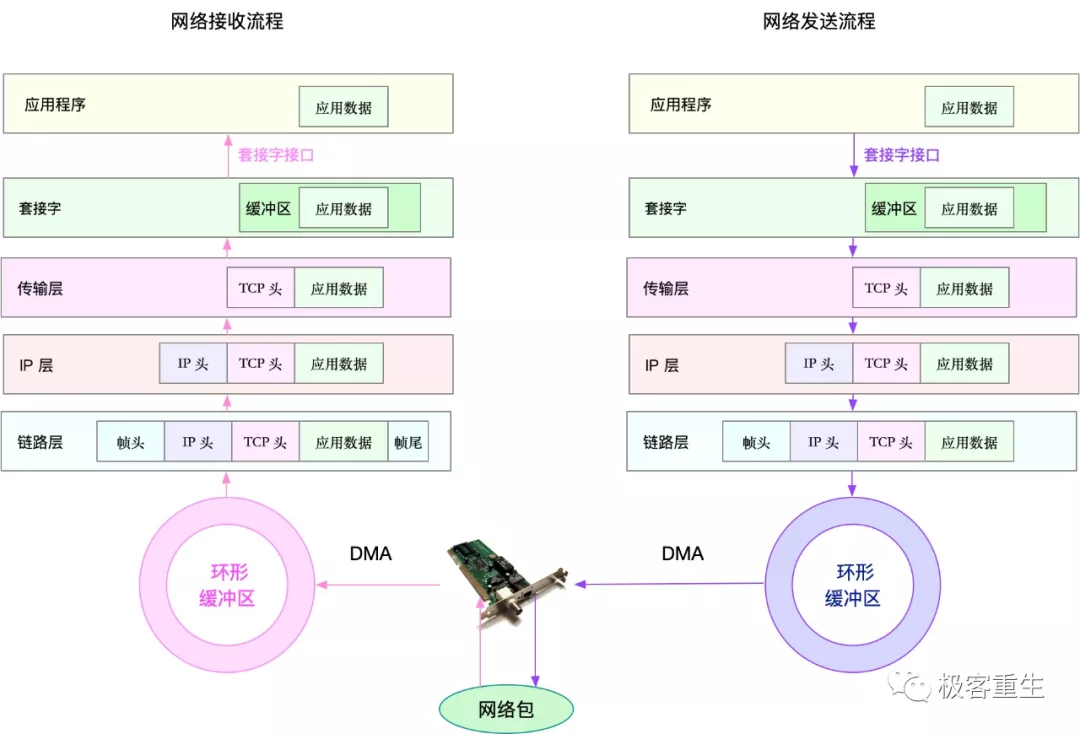 网络接收流程
网络发送流程
应用程序
应用数据
套接字接口
套接字
缓冲区
应用数据
传输层
TCP 头
应用数据
IP 层
IP 头
TCP 头
应用数据
链路层
帧头
IP 头
TCP 头
应用数据
帧尾
环形
缓冲区
DMA
应用程序
应用数据
套接字接口
套接字
缓冲区
应用数据
传输层
TCP 头
应用数据
IP 层
IP 头
TCP 头
应用数据
链路层
帧头
IP 头
TCP 头
应用数据
DMA
环形
缓冲区
网络包
极客重生